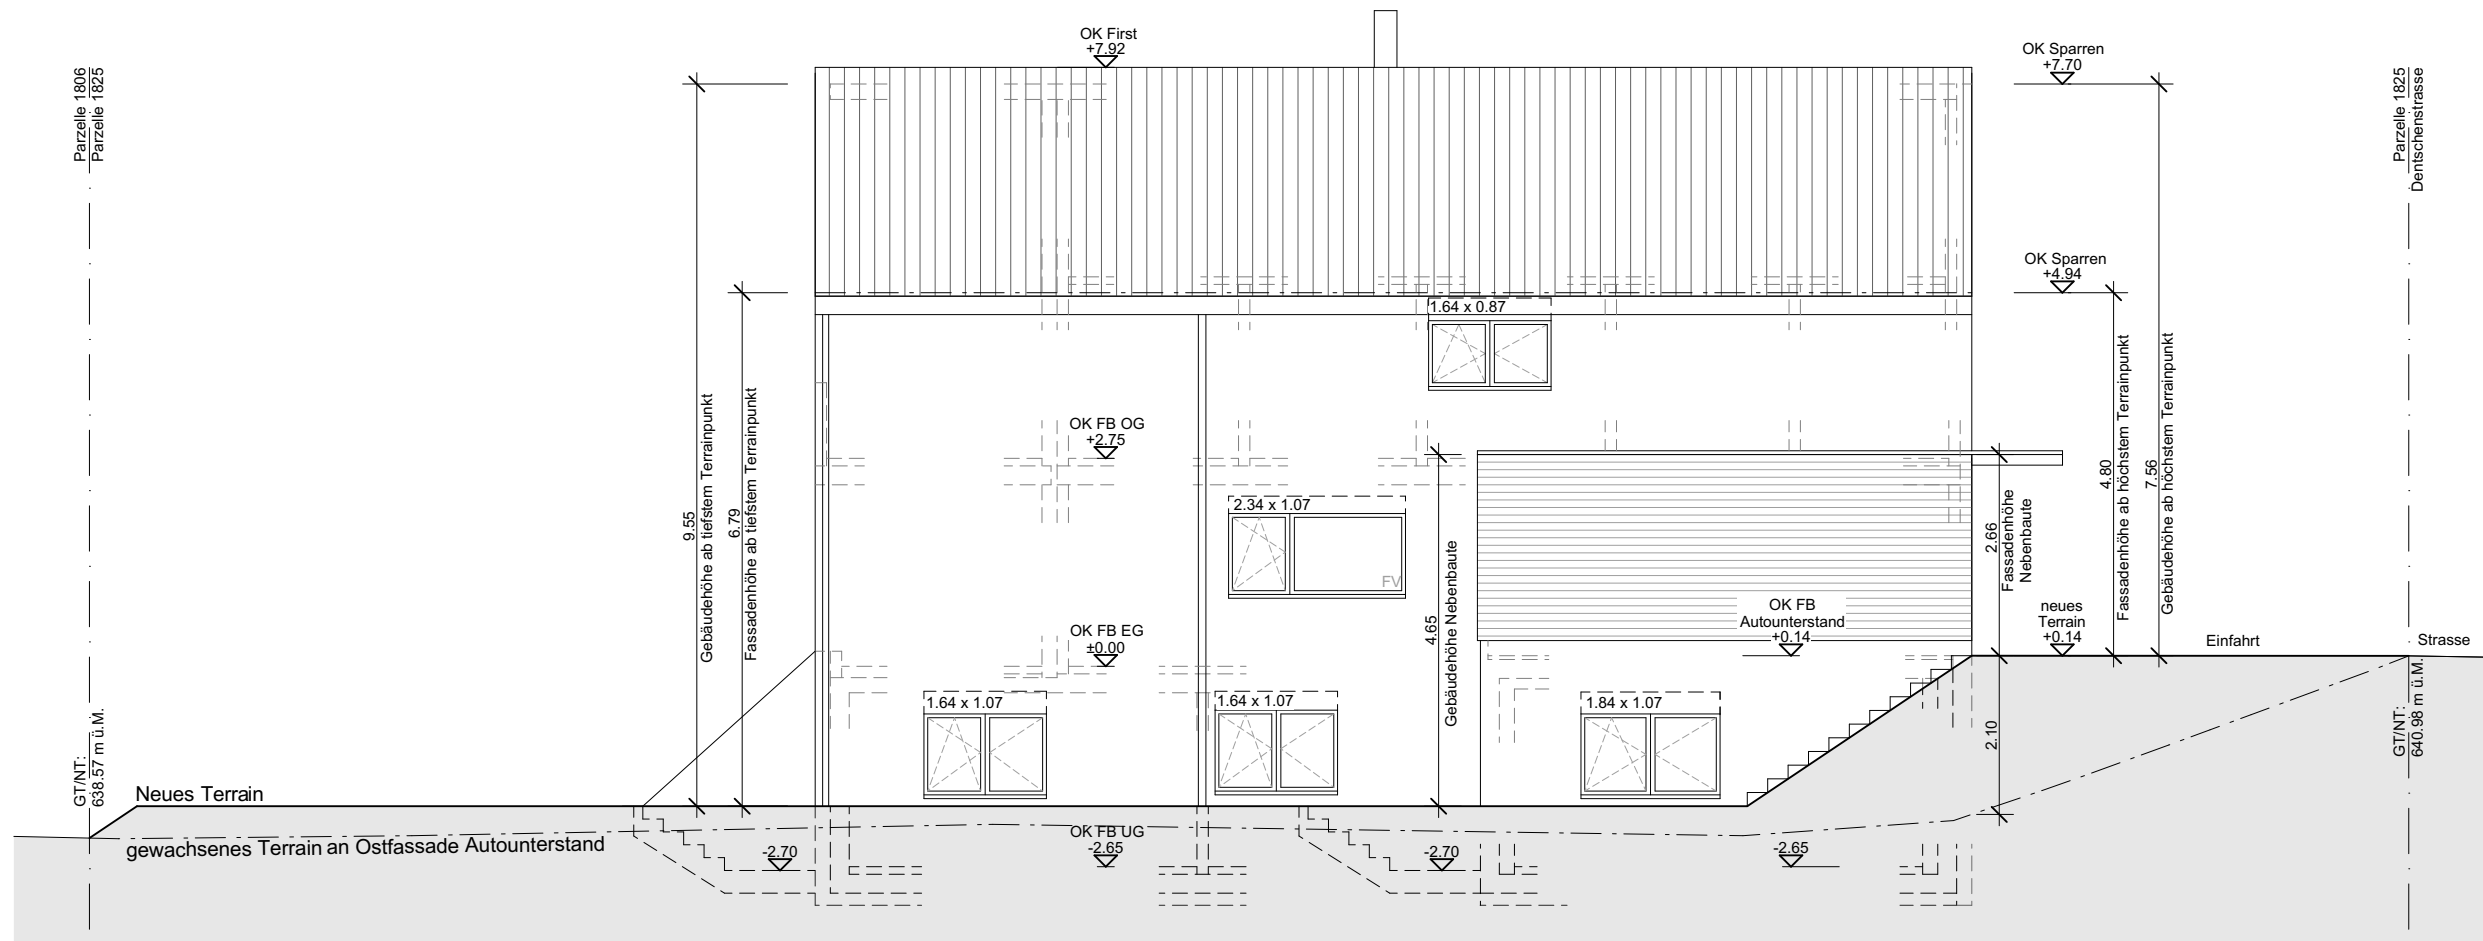 Parzelle 1806
Parzelle 1825
GT/NT:
638.57 m ü.M.
Neues Terrain
gewachsenes Terrain an Ostfassade Autounterstand
9.55
Gebäudehöhe ab tiefstem Terrainpunkt
6.79
Fassadenhöhe ab tiefstem Terrainpunkt
OK First
+7.92
OK FB OG
+2.75
OK FB EG
±0.00
OK FB UG
-2.65
-2.70
1.64 x 1.07
1.64 x 1.07
2.34 x 1.07
FV
1.64 x 0.87
1.84 x 1.07
-2.70
-2.65
4.65
Gebäudehöhe Nebenbaute
OK FB
Autounterstand
+0.14
2.66
Fassadenhöhe
Nebenbaute
2.10
OK Sparren
+7.70
OK Sparren
+4.94
neues
Terrain
+0.14
4.80
Fassadenhöhe ab höchstem Terrainpunkt
7.56
Gebäudehöhe ab höchstem Terrainpunkt
Einfahrt
Strasse
Parzelle 1825
Dentschenstrasse
GT/NT:
640.98 m ü.M.